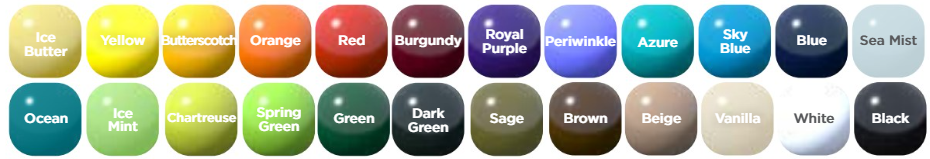 Ice
Butter
Yellow
Butterscotch
Orange
Red
Burgundy
Royal
Purple
Periwinkle
Azure
Sky
Blue
Blue
Sea Mist
Ocean
Ice
Mint
Chartreuse
Spring
Green
Green
Dark
Green
Sage
Brown
Beige
Vanilla
White
Black